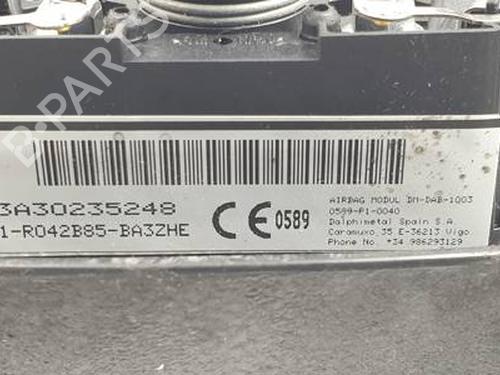 B-PARTS
3A30235248
1-R042B85-BA3ZHE
CE 0589
AIRBAG MODUL DM-DAB-1003
0589-P1-0040
Dalphimetal Spain S.A.
Caramuxo 35 E-36213 Vigo
Phone No. +34 986293129